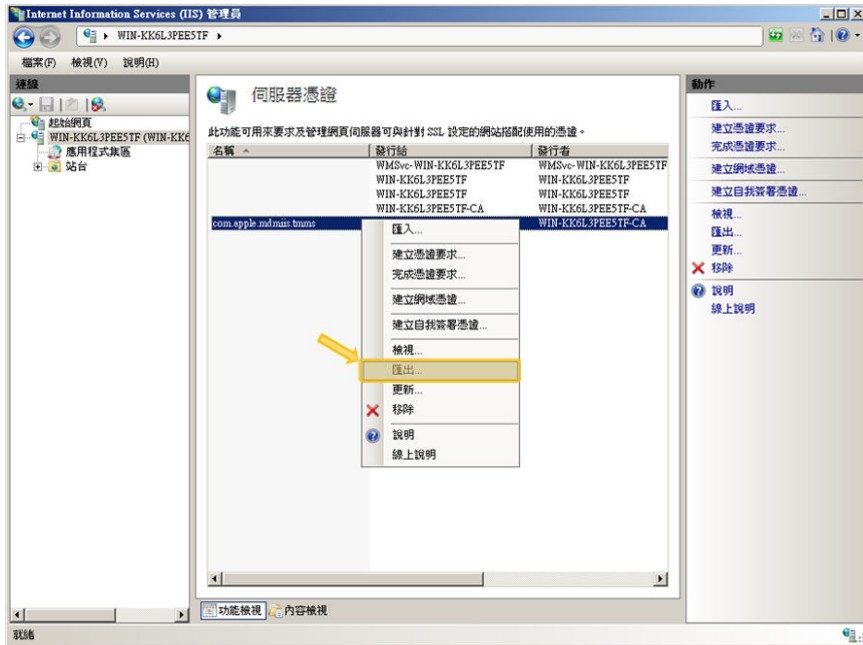 Internet Information Services (IIS) 管理員
WIN-KK6L3PEE5TF
檔案(F) 檢視(V) 說明(H)
連線
起始網頁
WIN-KK6L3PEE5TF (WIN-KK6
應用程式集區
站台
伺服器憑證
此功能可用來要求及管理網頁伺服器可與針對 SSL 設定的網站搭配使用的憑證。
名稱 發行給 發行者
WMSvc-WIN-KK6L3PEE5TF WMSvc-WIN-KK6L3PEE5TF
WIN-KK6L3PEE5TF WIN-KK6L3PEE5TF
WIN-KK6L3PEE5TF WIN-KK6L3PEE5TF
WIN-KK6L3PEE5TF-CA WIN-KK6L3PEE5TF-CA
com.apple.mdmiis.tmms WIN-KK6L3PEE5TF-CA
匯入...
建立憑證要求...
完成憑證要求...
建立網域憑證...
建立自我簽署憑證...
檢視...
匯出...
更新...
移除
說明
線上說明
功能檢視 內容檢視
動作
匯入...
建立憑證要求...
完成憑證要求...
建立網域憑證...
建立自我簽署憑證...
檢視...
匯出...
更新...
移除
說明
線上說明
就緒